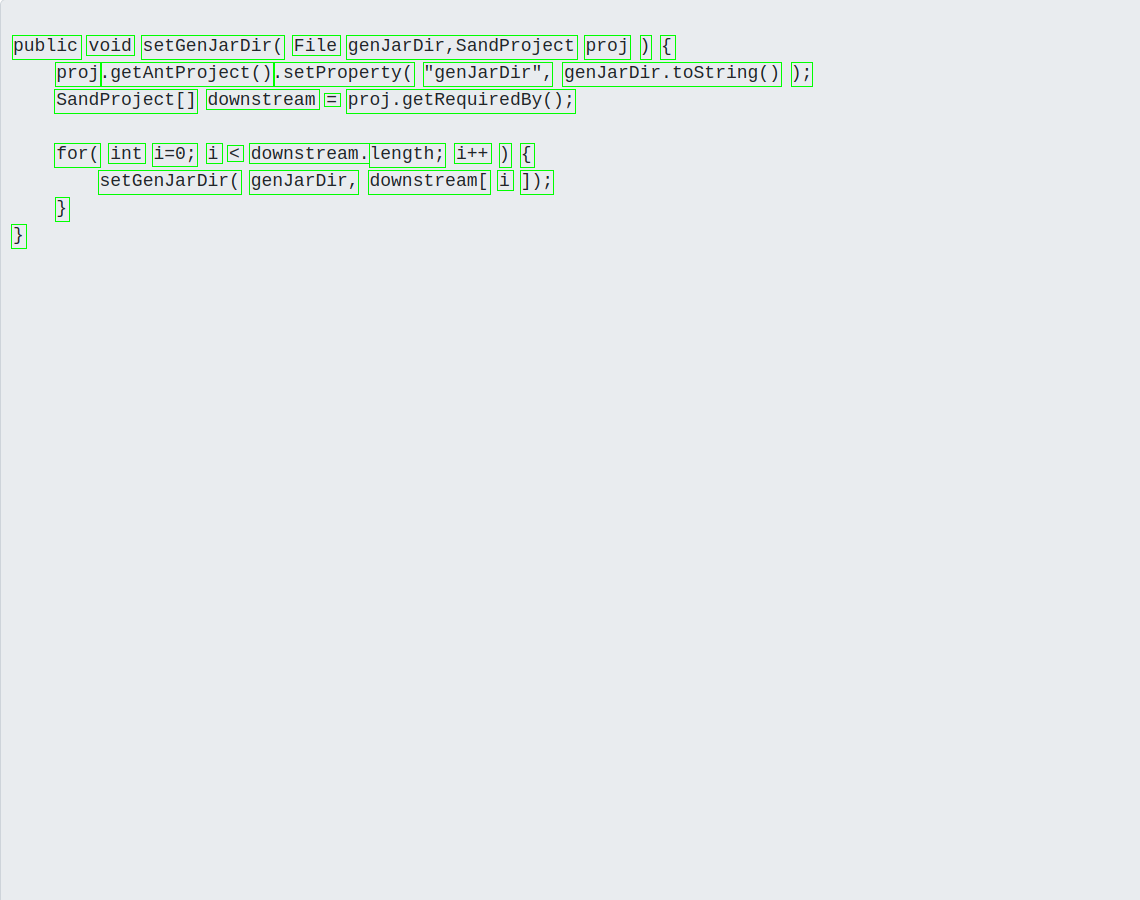 public void setGenJarDir( File genJarDir,SandProject proj ) {
    proj.getAntProject().setProperty( "genJarDir", genJarDir.toString() );
    SandProject[] downstream = proj.getRequiredBy();
    for( int i=0; i < downstream.length; i++ ) {
        setGenJarDir( genJarDir, downstream[ i ]);
    }
}